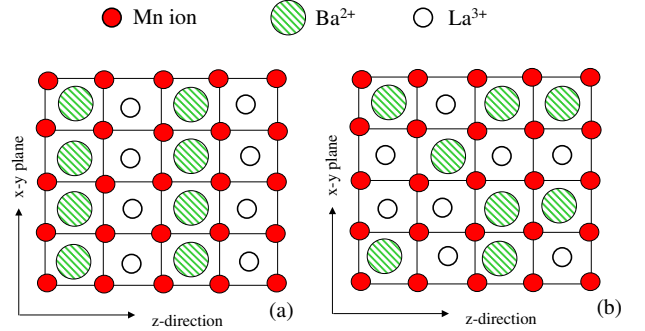 Mn ion Ba²⁺ La³⁺
x-y plane
z-direction
(a)
x-y plane
z-direction
(b)